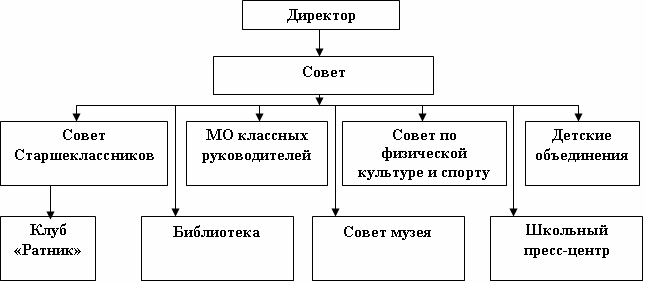 Директор
Совет
Совет
Старшеклассников
МО классных
руководителей
Совет по
физической
культуре и спорту
Детские
объединения
Клуб
«Ратник»
Библиотека
Совет музея
Школьный
пресс-центр